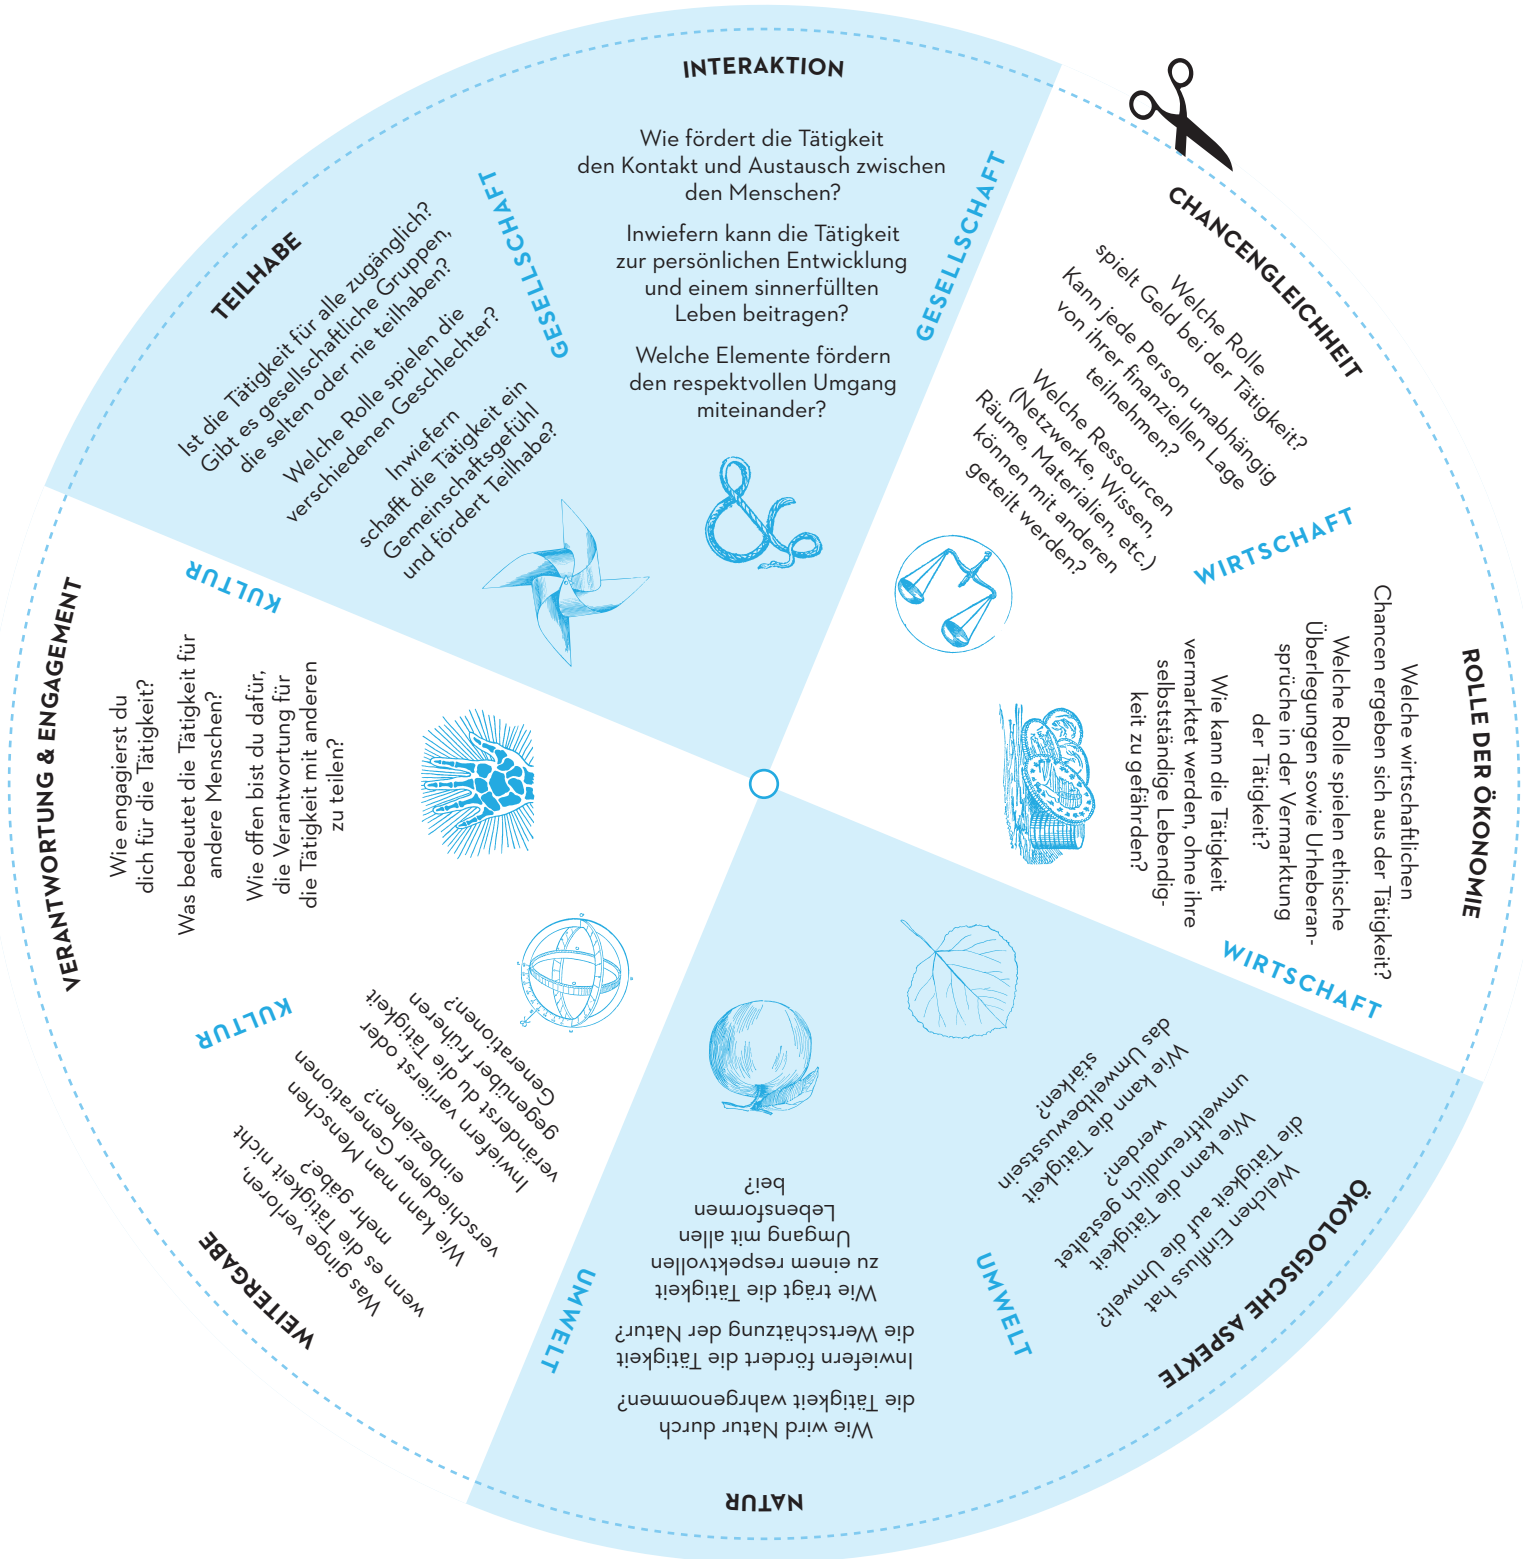 INTERAKTION
Wie fördert die Tätigkeit
den Kontakt und Austausch zwischen
den Menschen?
Inwiefern kann die Tätigkeit
zur persönlichen Entwicklung
und einem sinnerfüllten
Leben beitragen?
Welche Elemente fördern
den respektvollen Umgang
miteinander?
GESELLSCHAFT
CHANCENGLEICHHEIT
Welche Rolle
spielt Geld bei der Tätigkeit?
Kann jede Person unabhängig
von ihrer finanziellen Lage
teilnehmen?
Welche Ressourcen
(Netzwerke, Wissen,
Räume, Materialien, etc.)
können mit anderen
geteilt werden?
WIRTSCHAFT
ROLLE DER ÖKONOMIE
Welche wirtschaftlichen
Chancen ergeben sich aus der Tätigkeit?
Welche Rolle spielen ethische
Überlegungen sowie Urheberan-
sprüche in der Vermarktung
der Tätigkeit?
Wie kann die Tätigkeit
vermarktet werden, ohne ihre
selbstständige Lebendig-
keit zu gefährden?
WIRTSCHAFT
ÖKOLOGISCHE ASPEKTE
Welchen Einfluss hat
die Tätigkeit auf die Umwelt?
Wie kann die Tätigkeit
umweltfreundlich gestaltet
werden?
Wie kann die Tätigkeit
das Umweltbewusstsein
stärken?
UMWELT
NATUR
Wie wird Natur durch
die Tätigkeit wahrgenommen?
Inwiefern fördert die Tätigkeit
die Wertschätzung der Natur?
Wie trägt die Tätigkeit
zu einem respektvollen
Umgang mit allen
Lebensformen
bei?
UMWELT
WEITERGABE
Was ginge verloren,
wenn es die Tätigkeit nicht
mehr gäbe?
Wie kann man Menschen
verschiedener Generationen
einbeziehen?
Inwiefern variierst oder
veränderst du die Tätigkeit
gegenüber früheren
Generationen?
KULTUR
VERANTWORTUNG & ENGAGEMENT
Wie engagierst du
dich für die Tätigkeit?
Was bedeutet die Tätigkeit für
andere Menschen?
Wie offen bist du dafür,
die Verantwortung für
die Tätigkeit mit anderen
zu teilen?
KULTUR
TEILHABE
Ist die Tätigkeit für alle zugänglich?
Gibt es gesellschaftliche Gruppen,
die selten oder nie teilhaben?
Welche Rolle spielen die
verschiedenen Geschlechter?
Inwiefern
schafft die Tätigkeit ein
Gemeinschaftsgefühl
und fördert Teilhabe?
GESELLSCHAFT